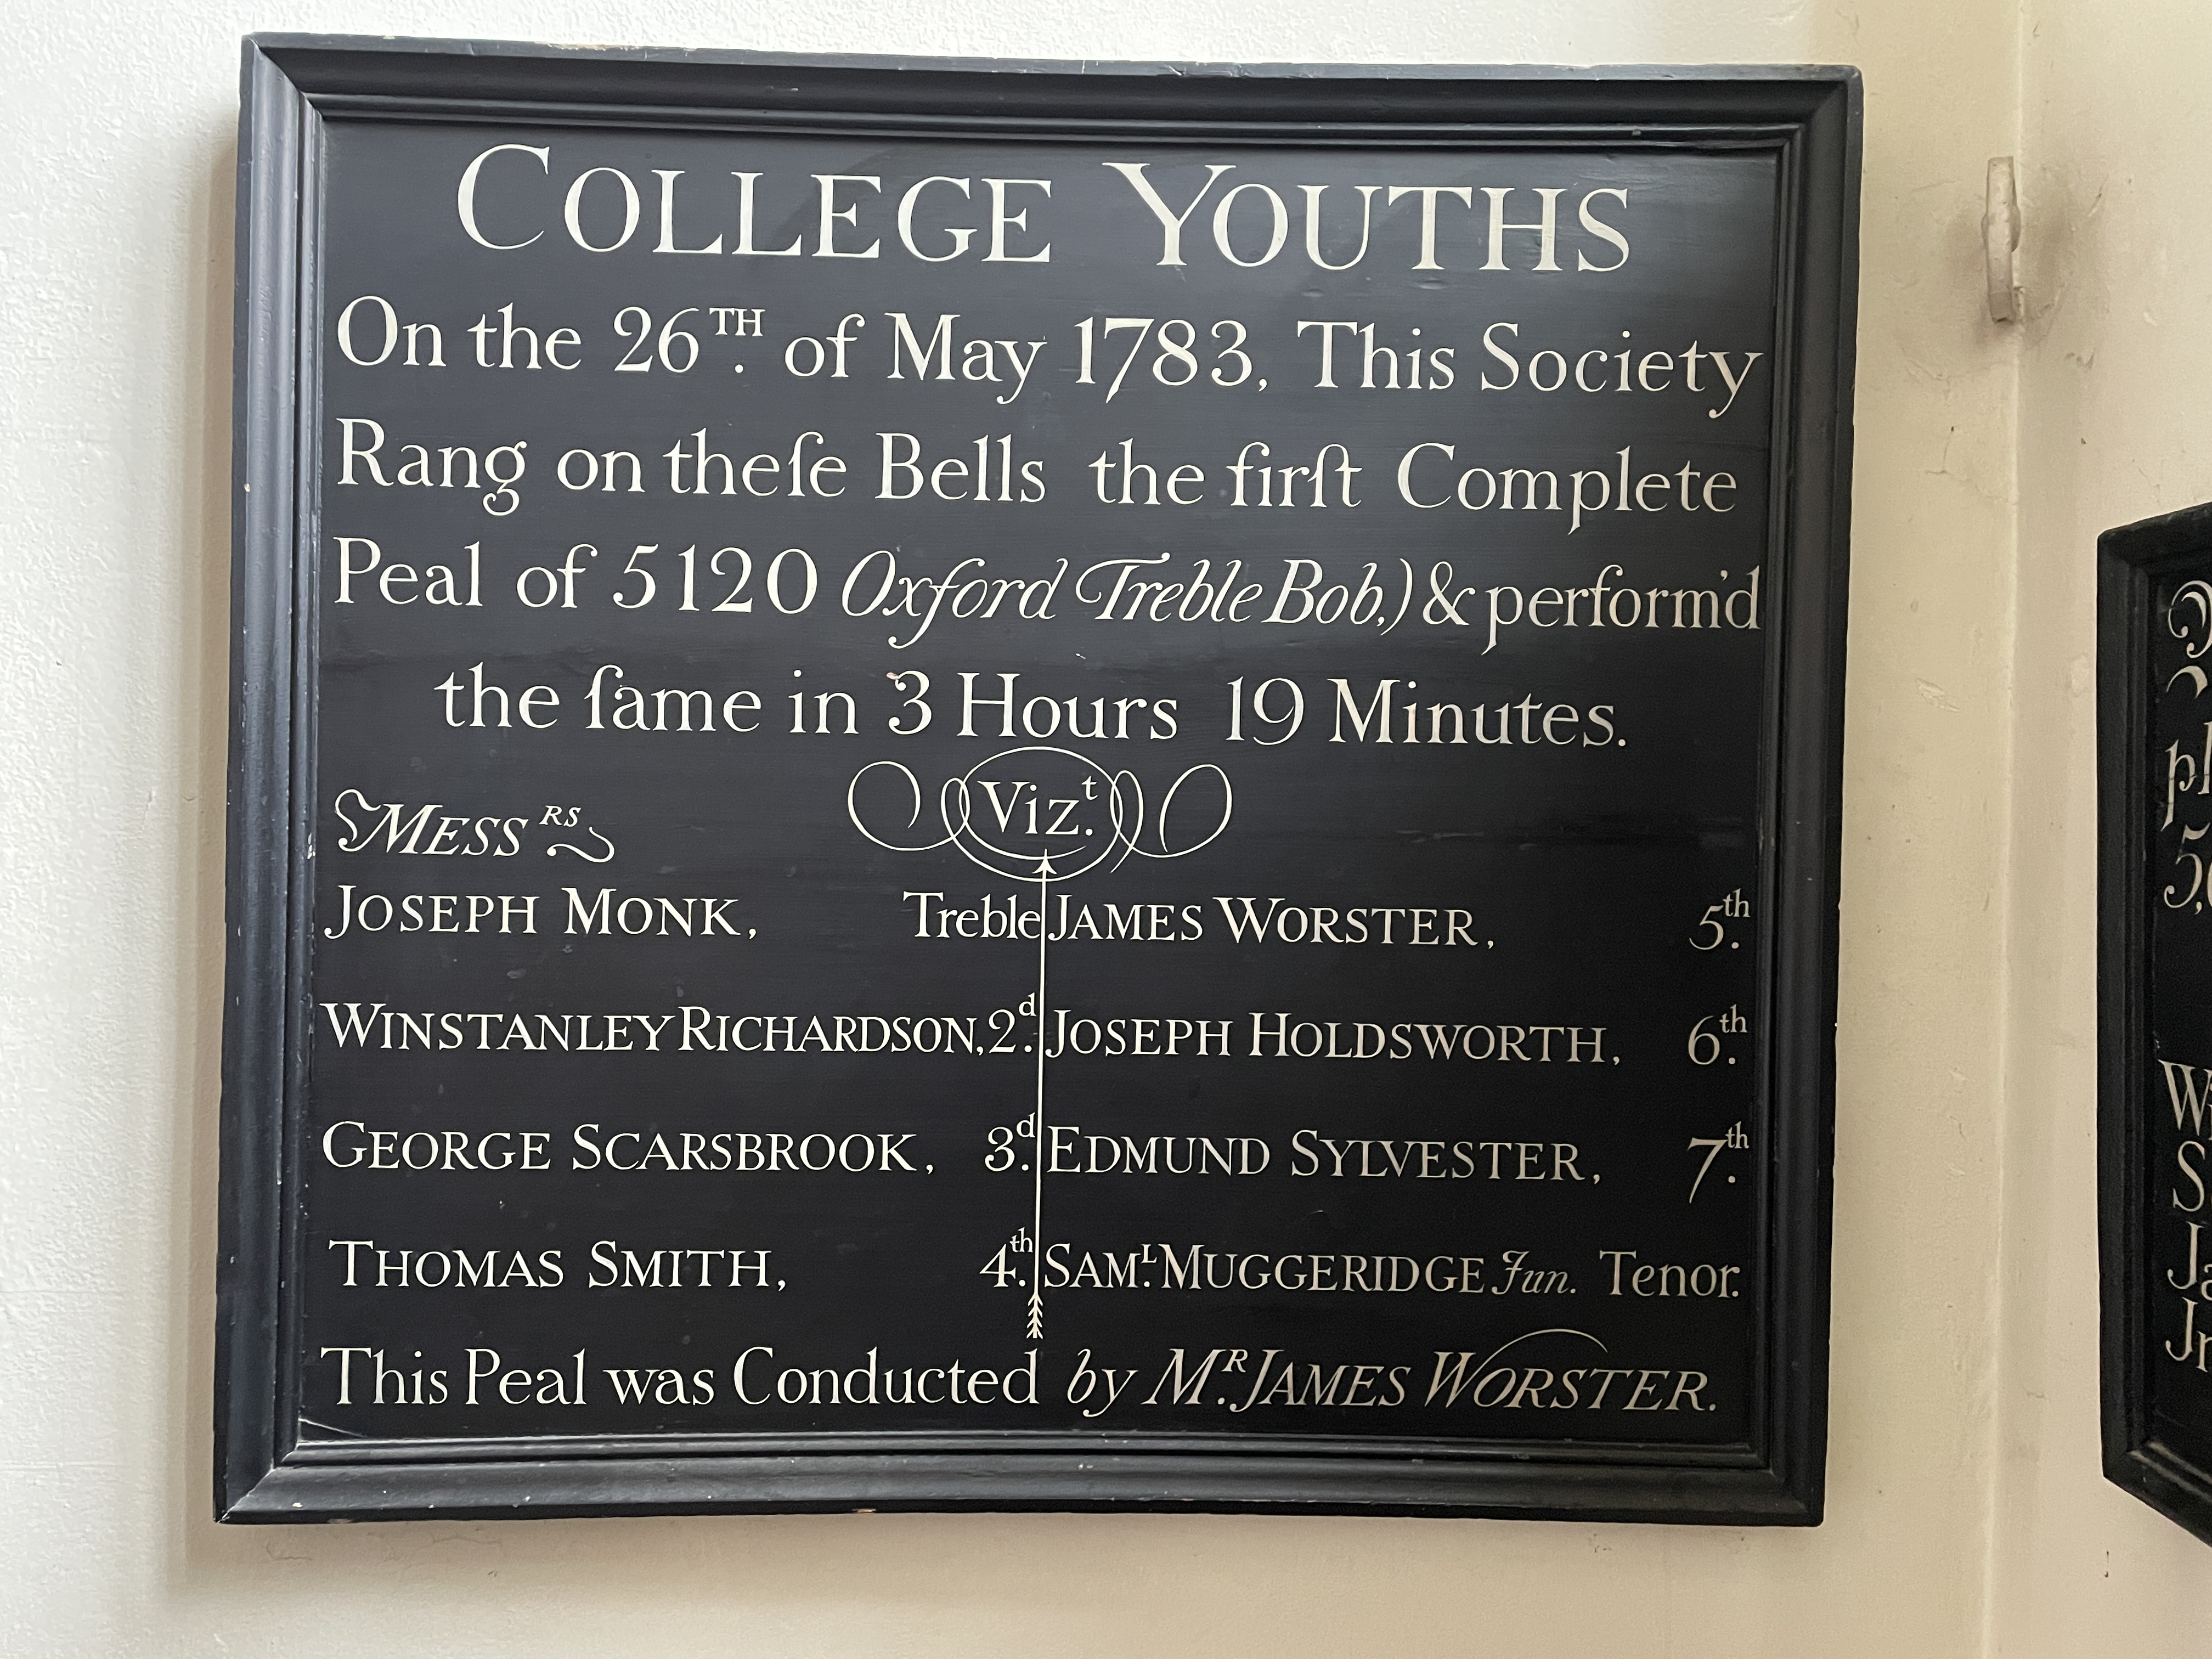 COLLEGE YOUTHS
On the 26TH. of May 1783, This Society
Rang on theſe Bells the firſt Complete
Peal of 5120 Oxford Treble Bob,) & perform'd
the ſame in 3 Hours 19 Minutes.
Viz.t
MESSRS
JOSEPH MONK, Treble
WINSTANLEY RICHARDSON, 2d.
GEORGE SCARSBROOK, 3d.
THOMAS SMITH, 4th.
JAMES WORSTER, 5th.
JOSEPH HOLDSWORTH, 6th.
EDMUND SYLVESTER, 7th.
SAML. MUGGERIDGE Jun. Tenor.
This Peal was Conducted by MR. JAMES WORSTER.